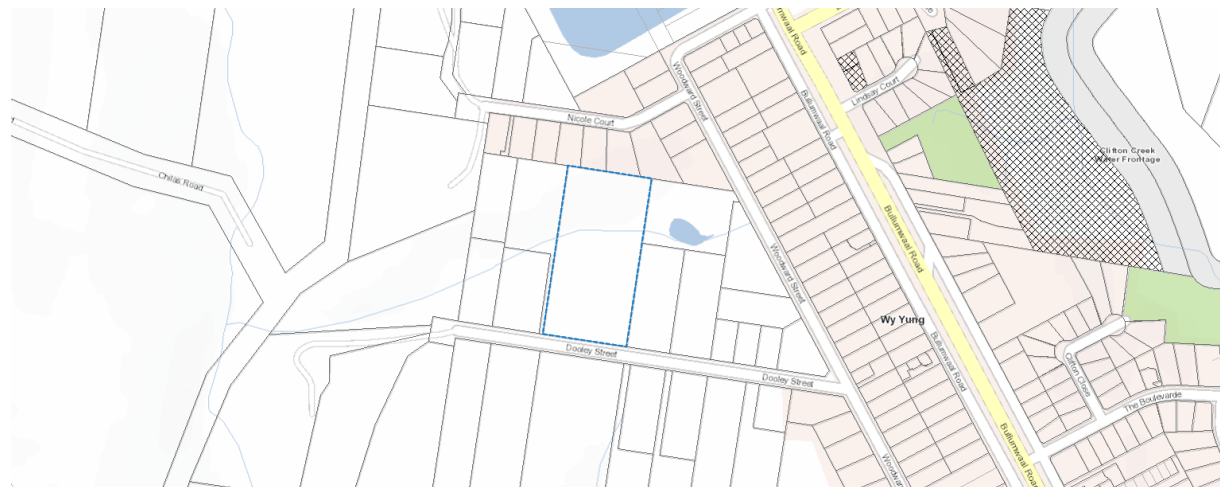 Bullumwaal Road
Woodward Street
Lindsay Court
Nicole Court
Bullumwaal Road
Clifton Creek
Water Frontage
Chilas Road
Bullumwaal Road
Woodward Street
Wy Yung
Dooley Street
Bullumwaal Road
Clifton Close
Dooley Street
The Boulevarde
Bullumwaal Road